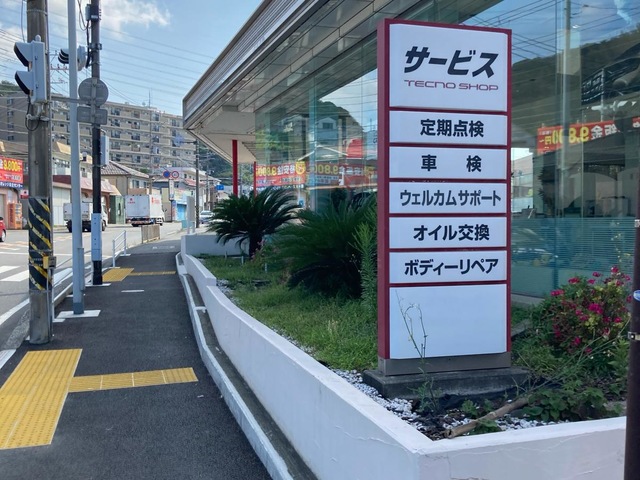 サービス
TECNO SHOP
定期点検
車 検
ウェルカムサポート
オイル交換
ボディーリペア